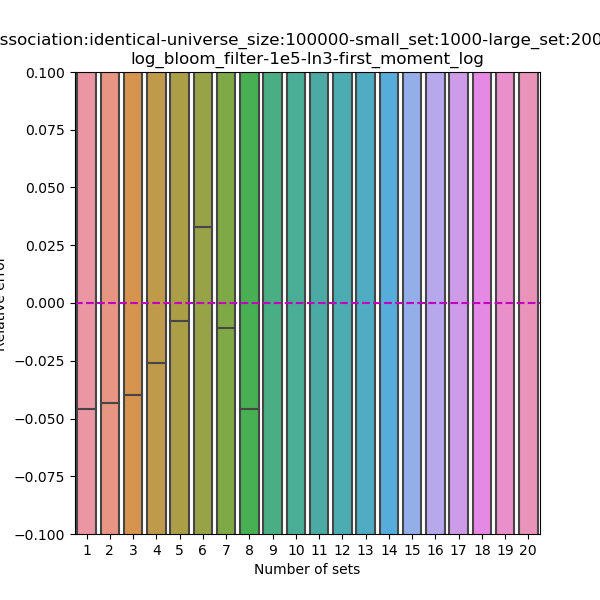 ssociation:identical-universe_size:100000-small_set:1000-large_set:200
log_bloom_filter-1e5-ln3-first_moment_log
0.100
0.075
0.050
0.025
0.000
−0.025
−0.050
−0.075
−0.100
Relative error
1 2 3 4 5 6 7 8 9 10 11 12 13 14 15 16 17 18 19 20
Number of sets